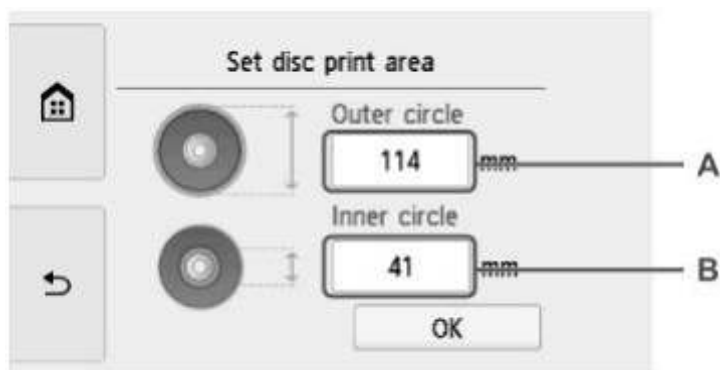 Set disc print area
Outer circle
114 mm A
Inner circle
41 mm B
OK